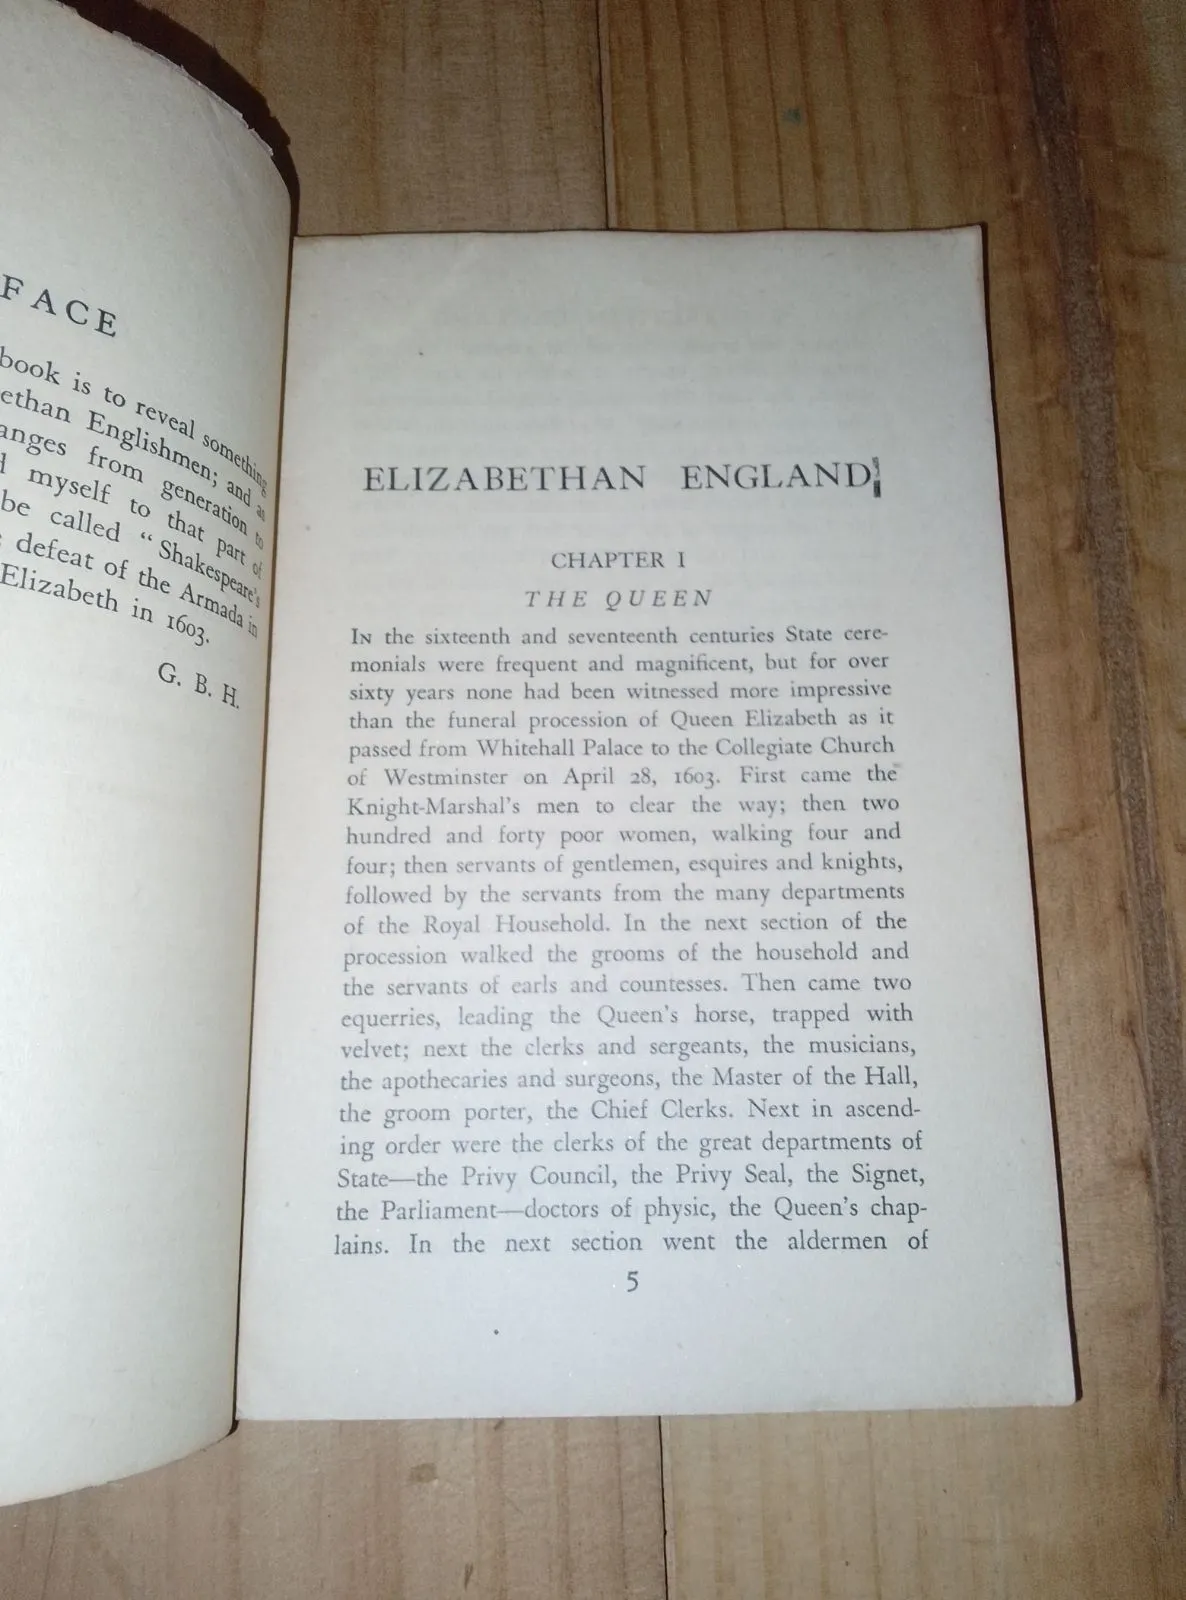 FACE
book is to reveal something
ethan Englishmen; and as
anges from generation to
myself to that part of
be called “Shakespeare's
defeat of the Armada in
Elizabeth in 1603.
G. B. H.
ELIZABETHAN ENGLAND
CHAPTER I
THE QUEEN
IN the sixteenth and seventeenth centuries State cere-
monials were frequent and magnificent, but for over
sixty years none had been witnessed more impressive
than the funeral procession of Queen Elizabeth as it
passed from Whitehall Palace to the Collegiate Church
of Westminster on April 28, 1603. First came the
Knight-Marshal's men to clear the way; then two
hundred and forty poor women, walking four and
four; then servants of gentlemen, esquires and knights,
followed by the servants from the many departments
of the Royal Household. In the next section of the
procession walked the grooms of the household and
the servants of earls and countesses. Then came two
equerries, leading the Queen's horse, trapped with
velvet; next the clerks and sergeants, the musicians,
the apothecaries and surgeons, the Master of the Hall,
the groom porter, the Chief Clerks. Next in ascend-
ing order were the clerks of the great departments of
State—the Privy Council, the Privy Seal, the Signet,
the Parliament—doctors of physic, the Queen's chap-
lains. In the next section went the aldermen of
5